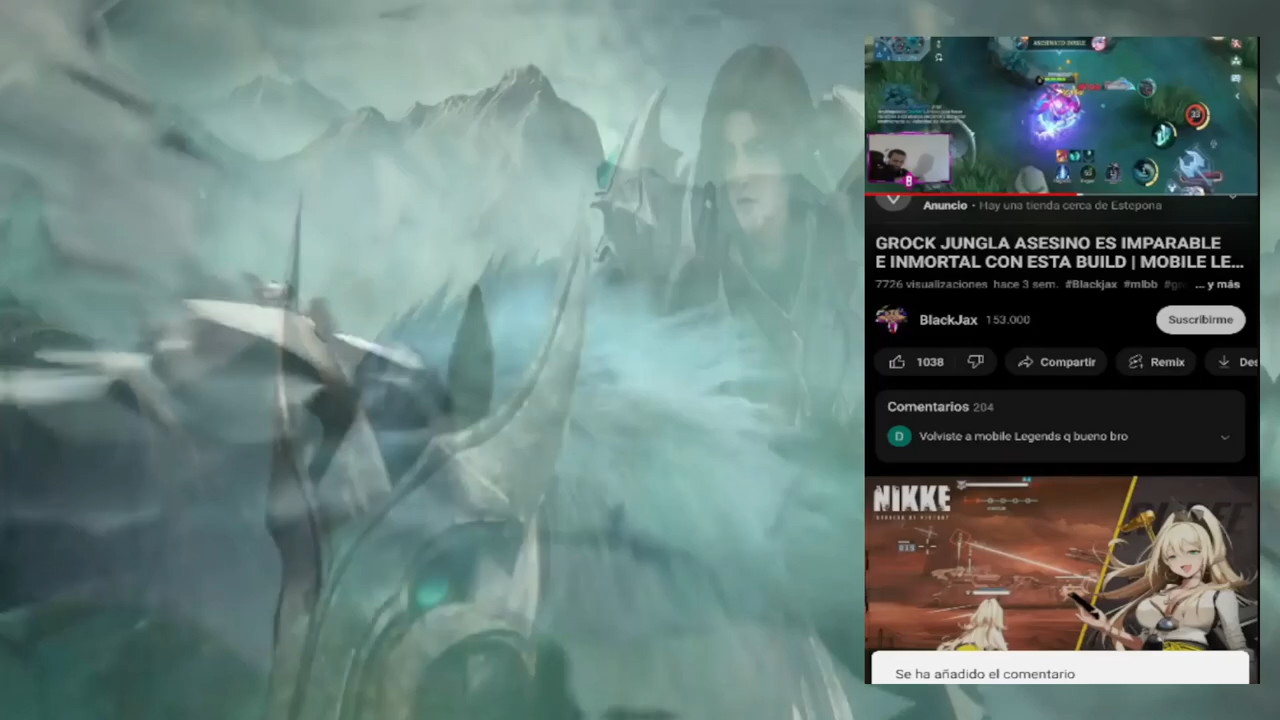 Anuncio · Hay una tienda cerca de Estepona
GROCK JUNGLA ASESINO ES IMPARABLE
E INMORTAL CON ESTA BUILD | MOBILE LE...
7726 visualizaciones hace 3 sem. #Blackjax #mlbb ... y más
BlackJax 153.000
Suscribirme
1038 Compartir Remix Des
Comentarios 204
D Volviste a mobile Legends q bueno bro
NIKKE
Se ha añadido el comentario